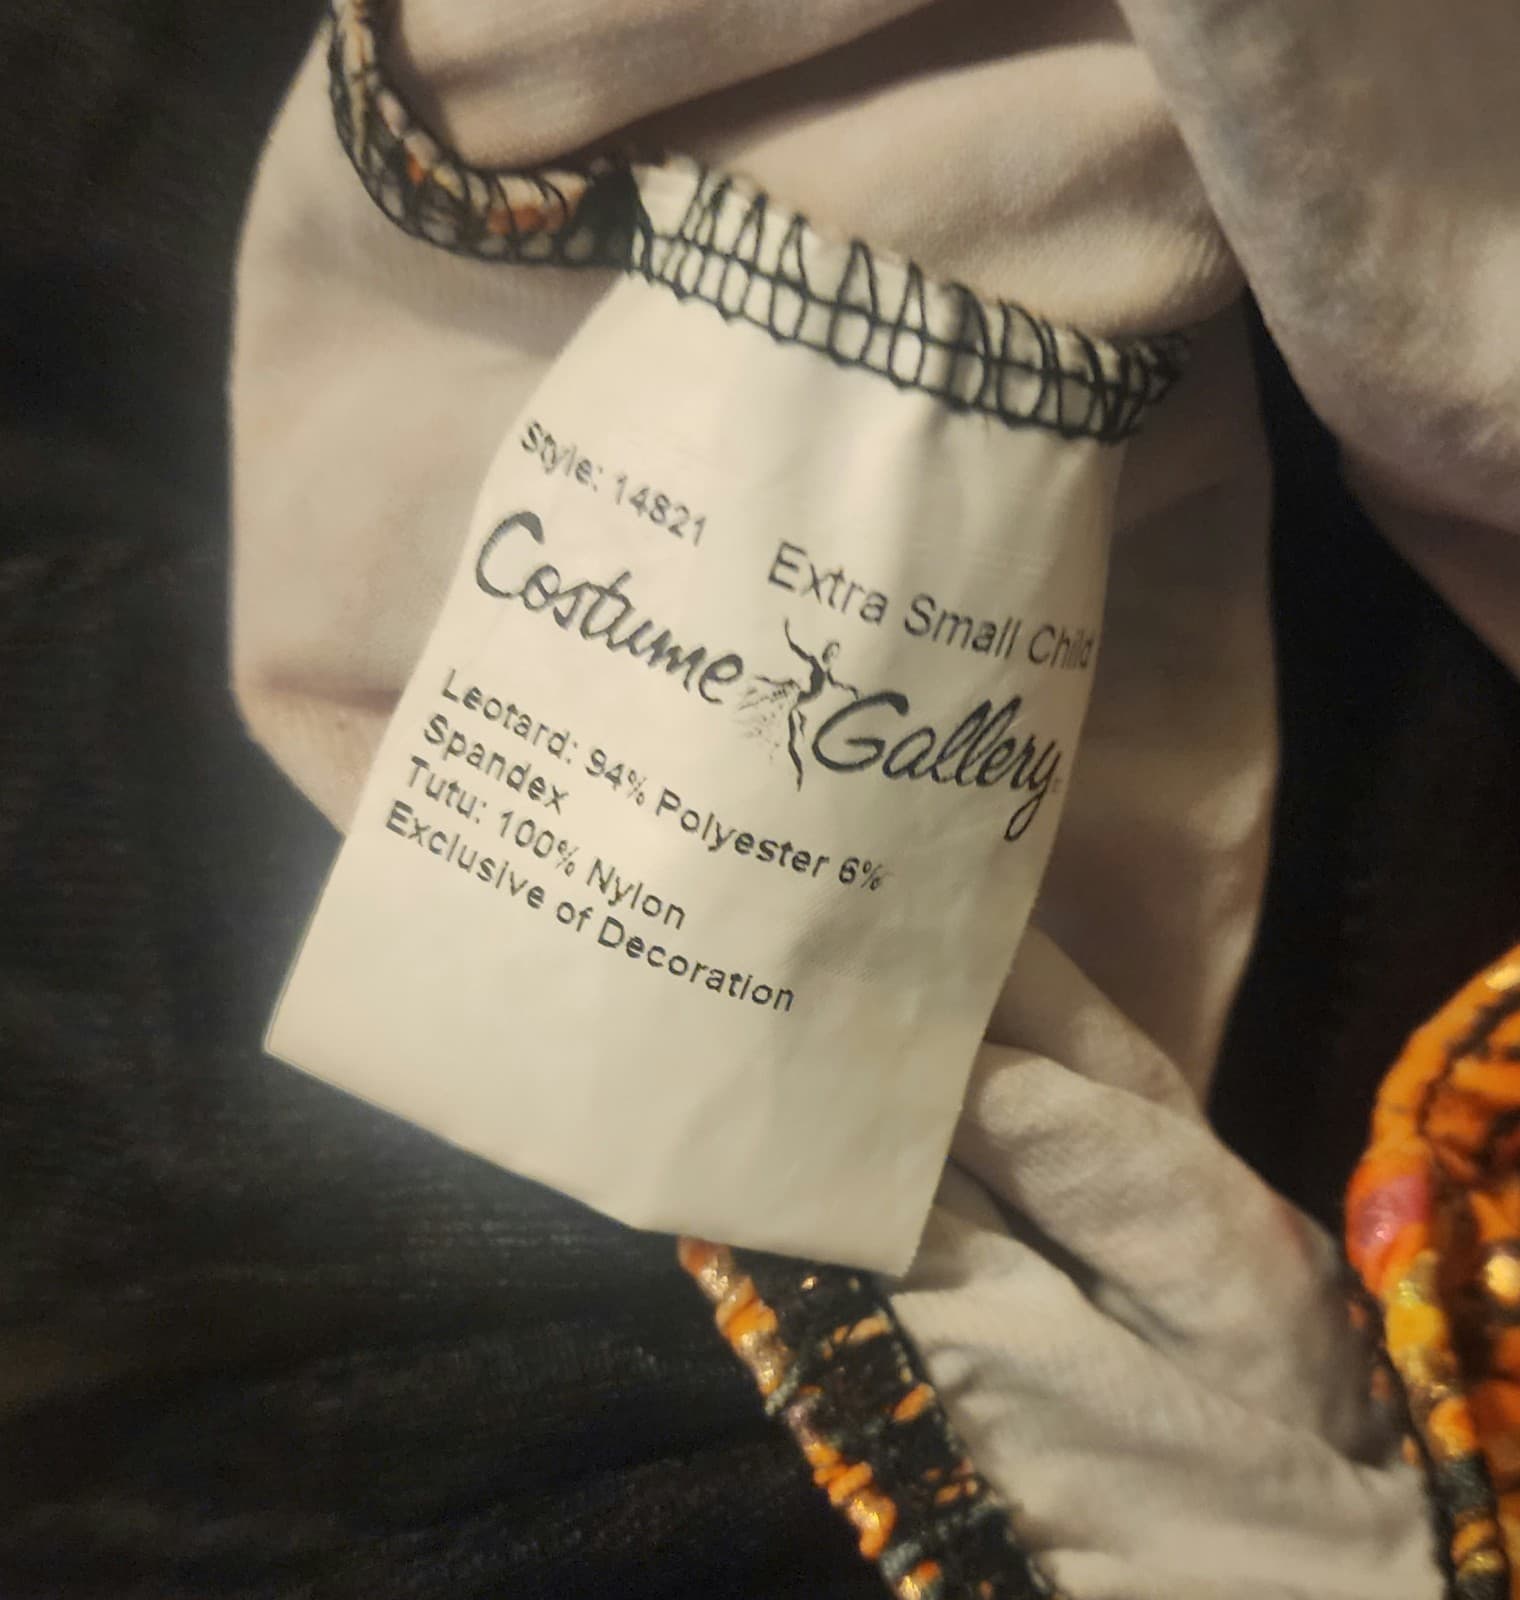 Style: 14821
Extra Small Child
Costume Gallery
Leotard: 94% Polyester 6%
Spandex
Tutu: 100% Nylon
Exclusive of Decoration